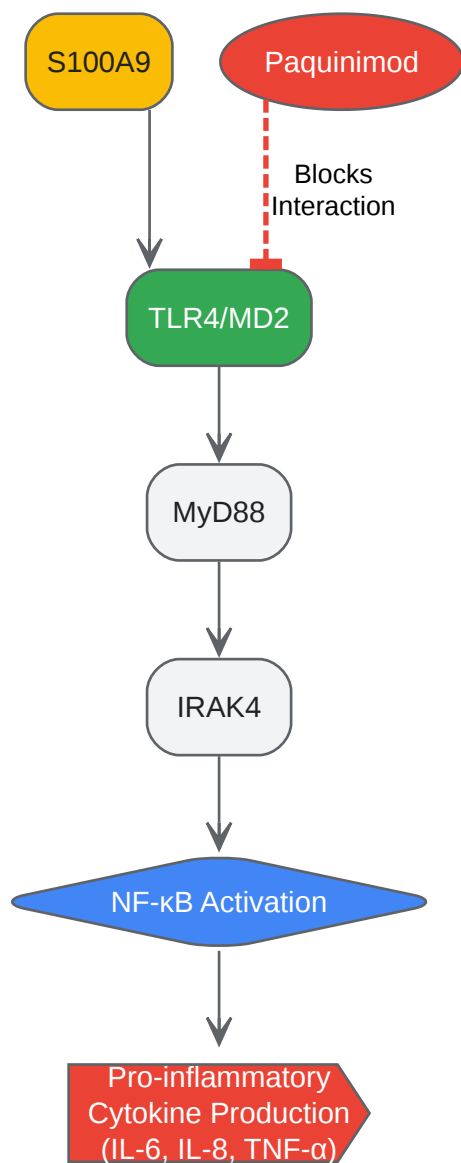 S100A9
Paquinimod
Blocks
Interaction
TLR4/MD2
MyD88
IRAK4
NF-κB Activation
Pro-inflammatory
Cytokine Production
(IL-6, IL-8, TNF-α)